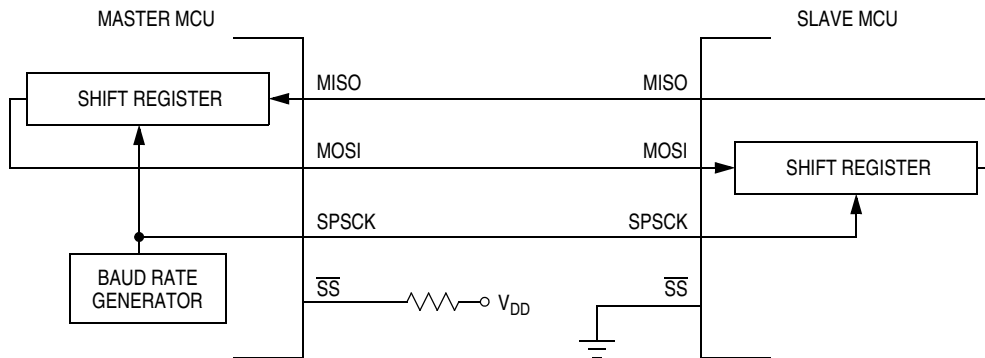 MASTER MCU
SLAVE MCU
SHIFT REGISTER
MISO
MISO
MOSI
MOSI
SHIFT REGISTER
SPSCK
SPSCK
BAUD RATE
GENERATOR
SS
VDD
SS